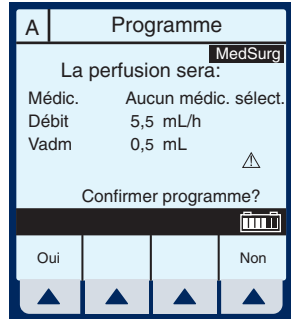 A Programme
MedSurg
La perfusion sera:
Médic. Aucun médic. sélect.
Débit 5,5 mL/h
Vadm 0,5 mL
Confirmer programme?
Oui Non